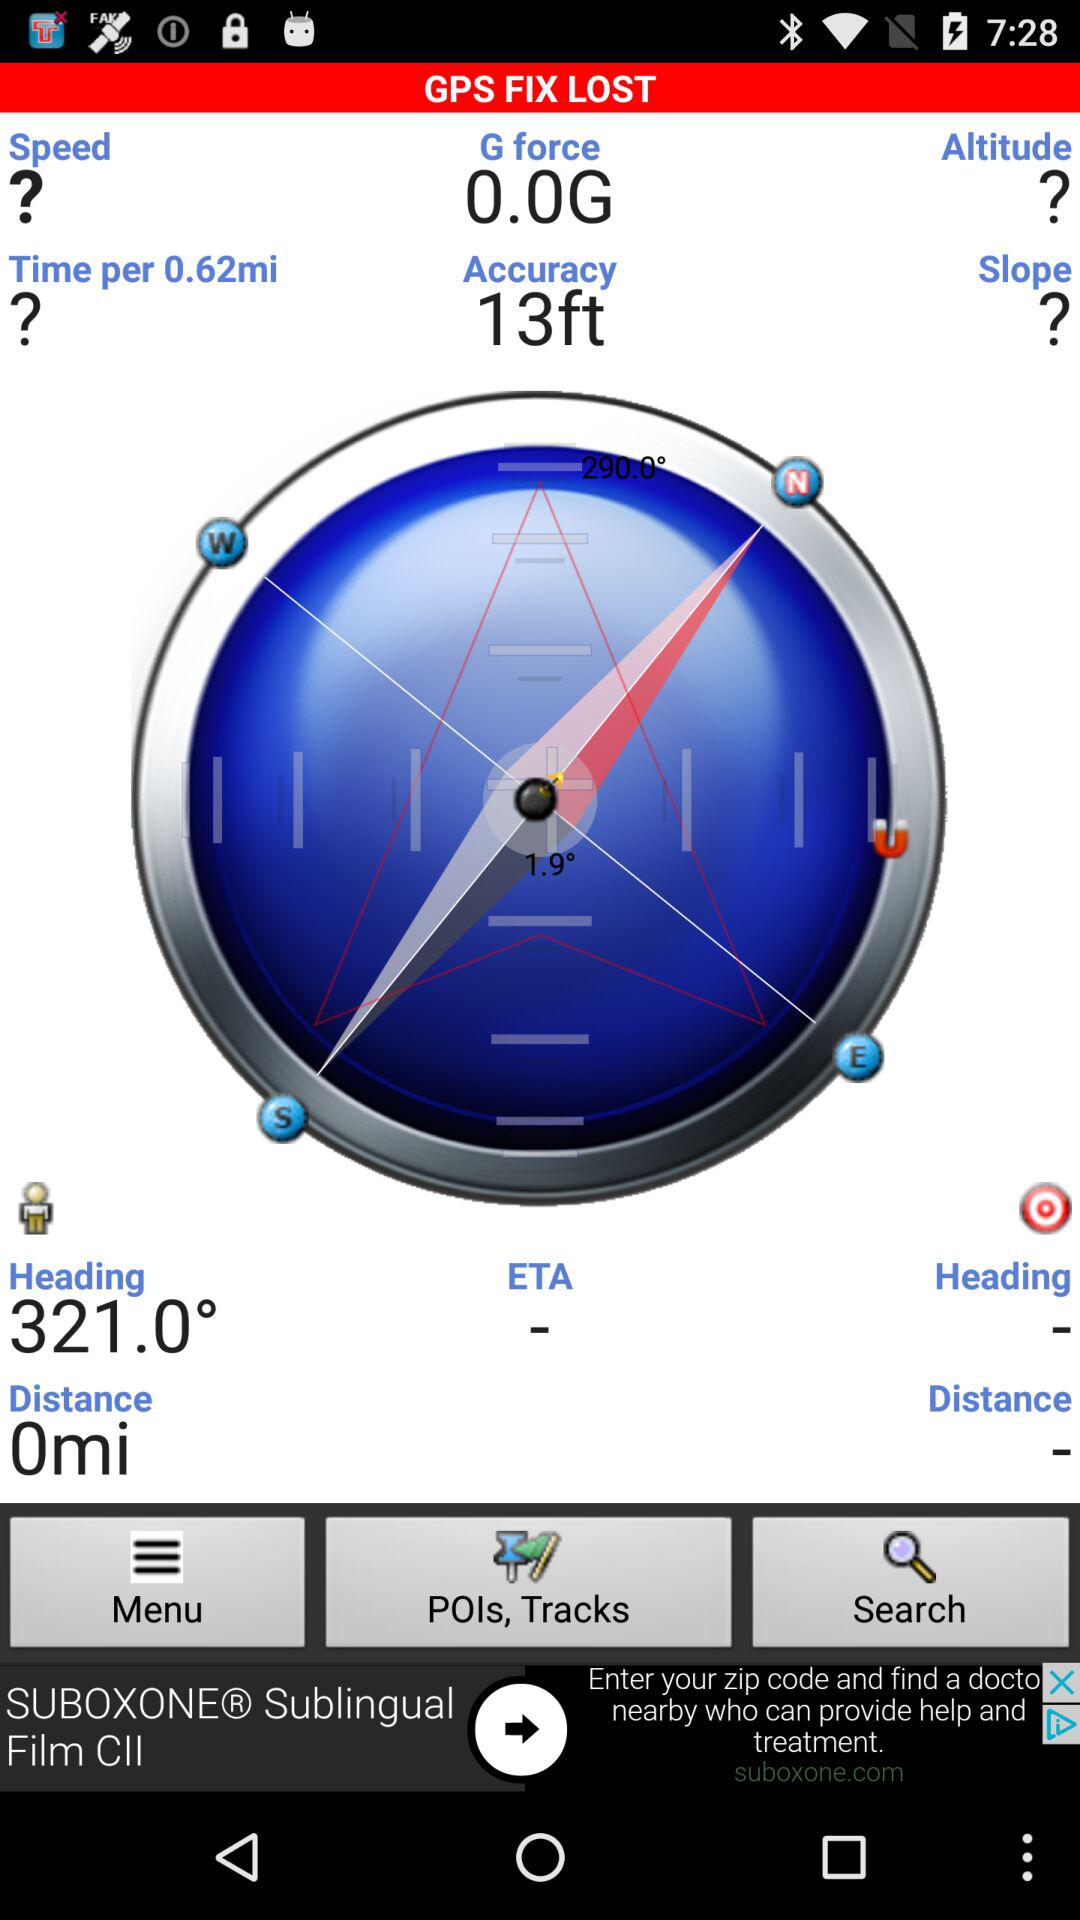 FAKE
7:28
GPS FIX LOST
Speed G force Altitude
? 0.0G ?
Time per 0.62mi Accuracy Slope
? 13ft ?
290.0°
N
W
1.9°
E
S
Heading ETA Heading
321.0° - -
Distance Distance
0mi -
Menu POIs, Tracks Search
SUBOXONE® Sublingual
Film CII
Enter your zip code and find a docto
nearby who can provide help and
treatment.
suboxone.com